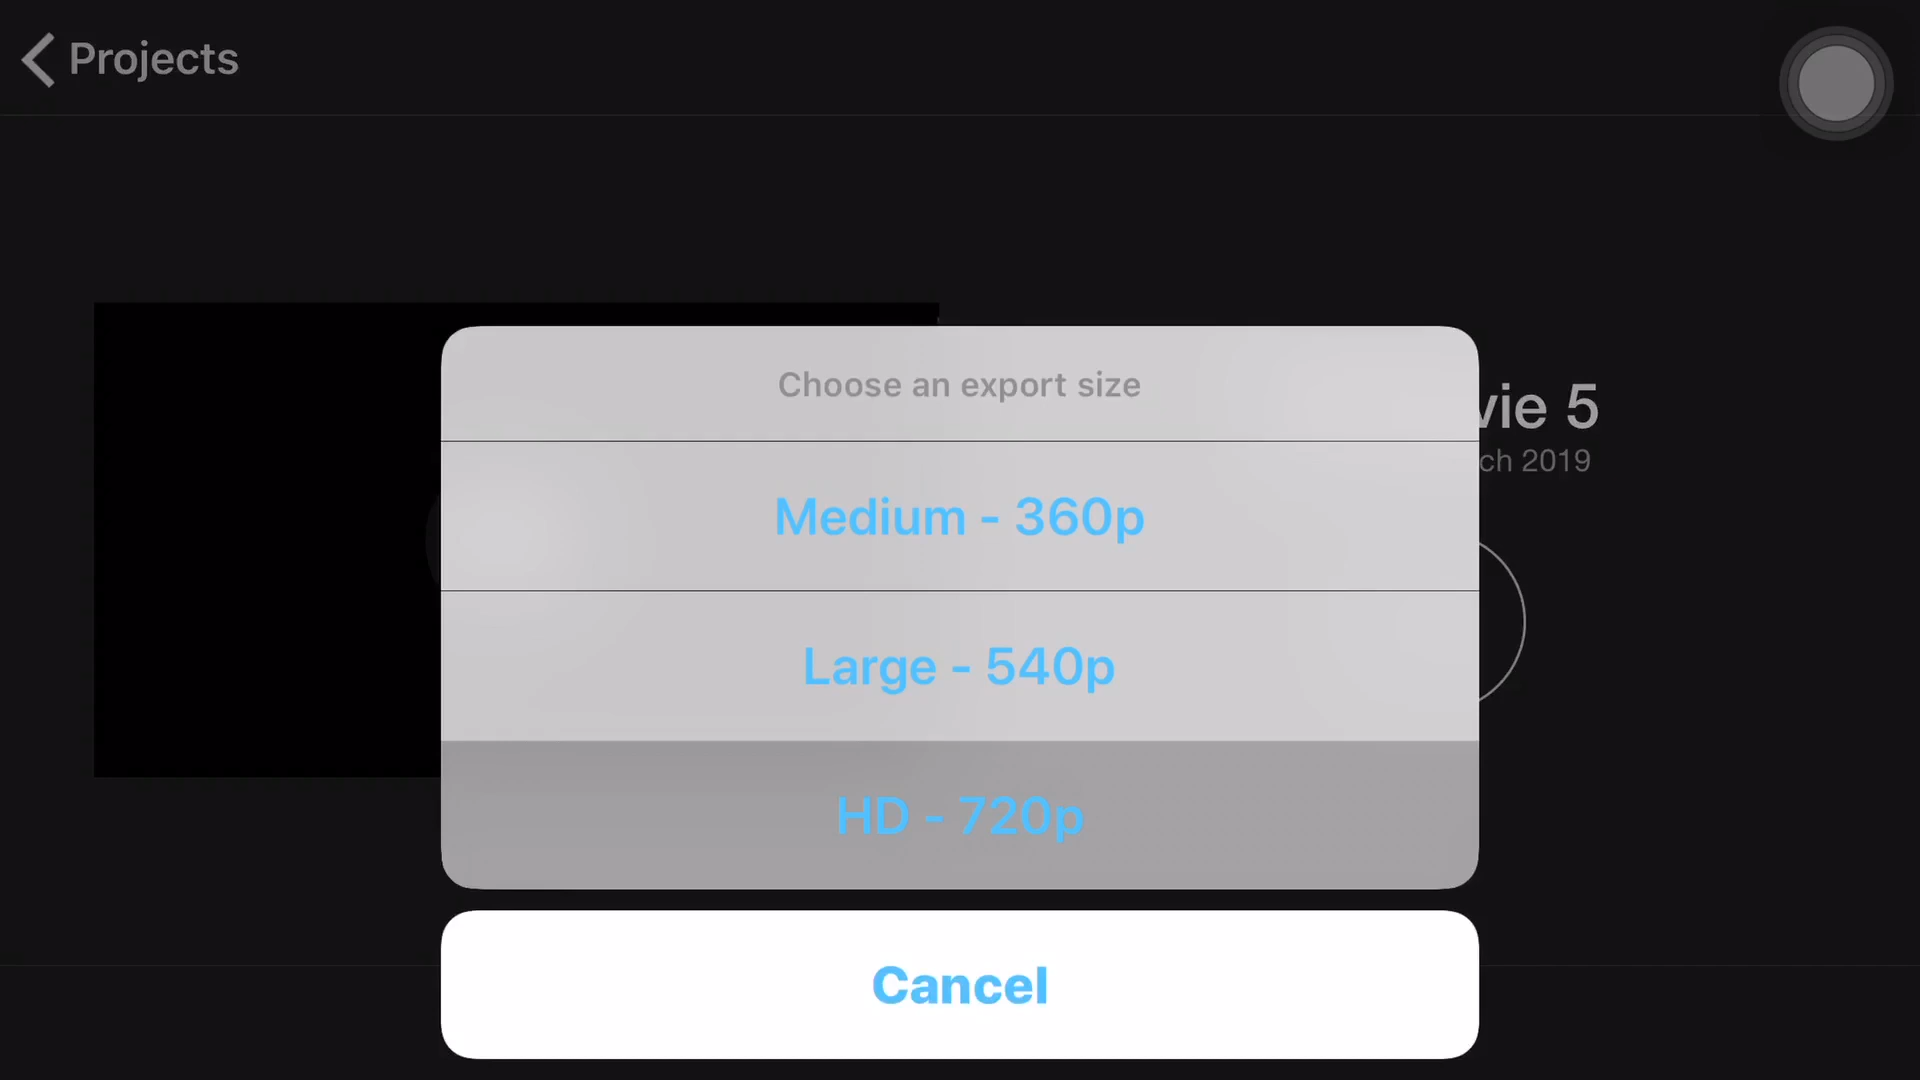 Projects
Choose an export size
vie 5
ch 2019
Medium - 360p
Large - 540p
HD - 720p
Cancel